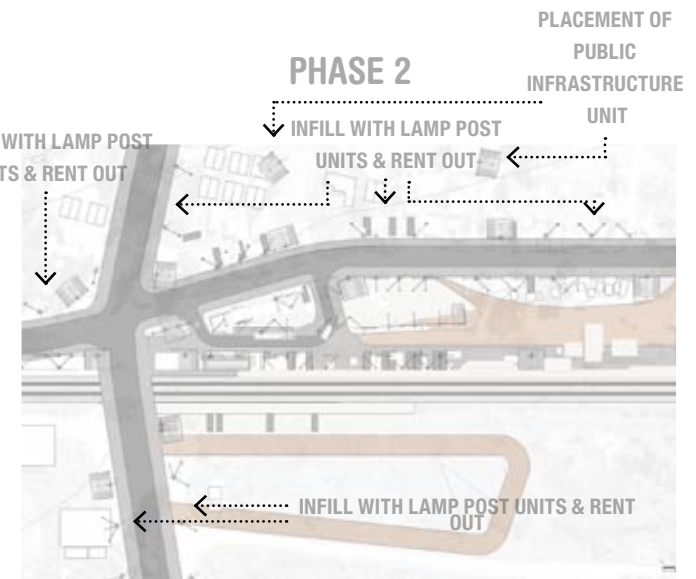 PLACEMENT OF
PUBLIC
INFRASTRUCTURE
UNIT
PHASE 2
INFILL WITH LAMP POST
UNITS & RENT OUT
WITH LAMP POST
TS & RENT OUT
INFILL WITH LAMP POST UNITS & RENT
OUT